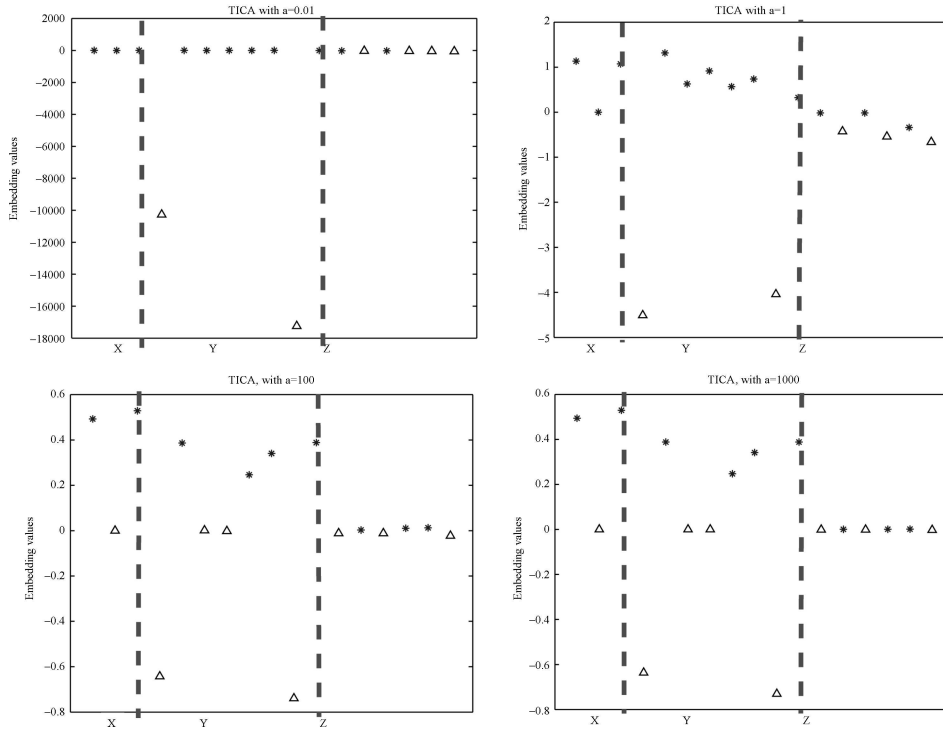 TICA with a=0.01
Embedding values
2000
0
−2000
−4000
−6000
−8000
−10000
−12000
−14000
−16000
−18000
X Y Z
TICA with a=1
Embedding values
2
1
0
−1
−2
−3
−4
−5
X Y Z
TICA, with a=100
Embedding values
0.6
0.4
0.2
0
−0.2
−0.4
−0.6
−0.8
X Y Z
TICA, with a=1000
Embedding values
0.6
0.4
0.2
0
−0.2
−0.4
−0.6
−0.8
X Y Z